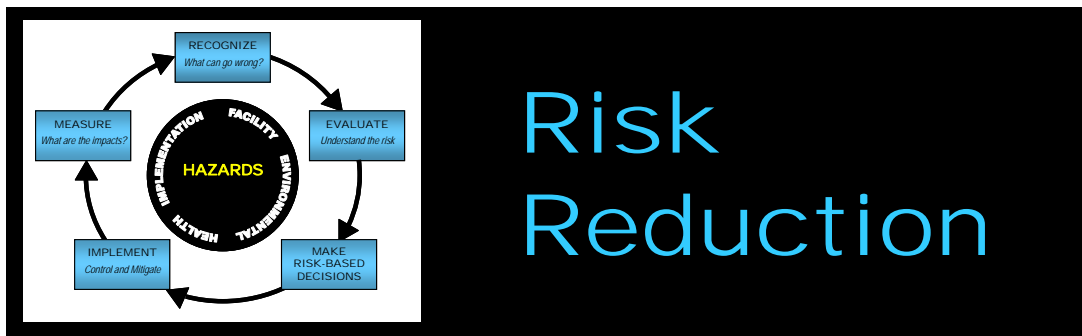 RECOGNIZE
What can go wrong?
EVALUATE
Understand the risk
MAKE
RISK-BASED
DECISIONS
IMPLEMENT
Control and Mitigate
MEASURE
What are the impacts?
HAZARDS
FACILITY
ENVIRONMENTAL
HEALTH
IMPLEMENTATION
Risk
Reduction